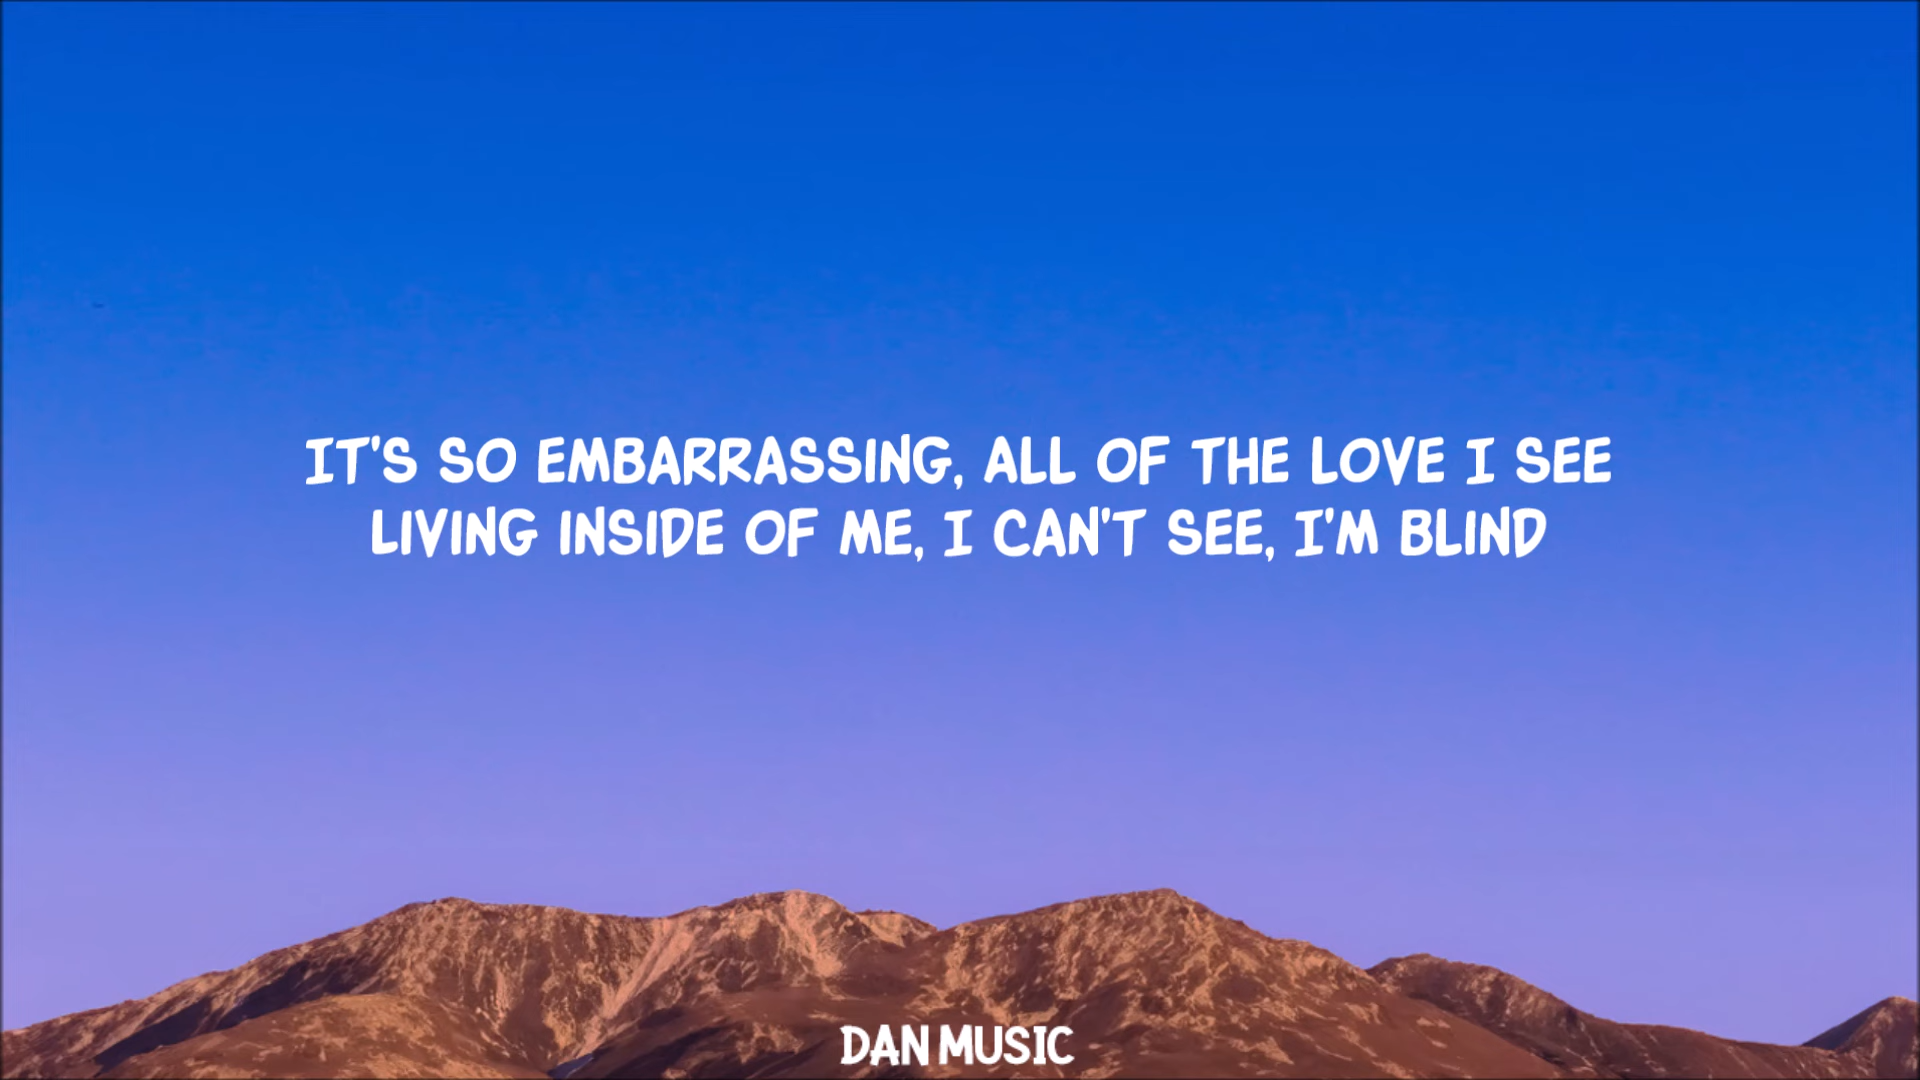 IT'S SO EMBARRASSING, ALL OF THE LOVE I SEE
LIVING INSIDE OF ME, I CAN'T SEE, I'M BLIND
DAN MUSIC